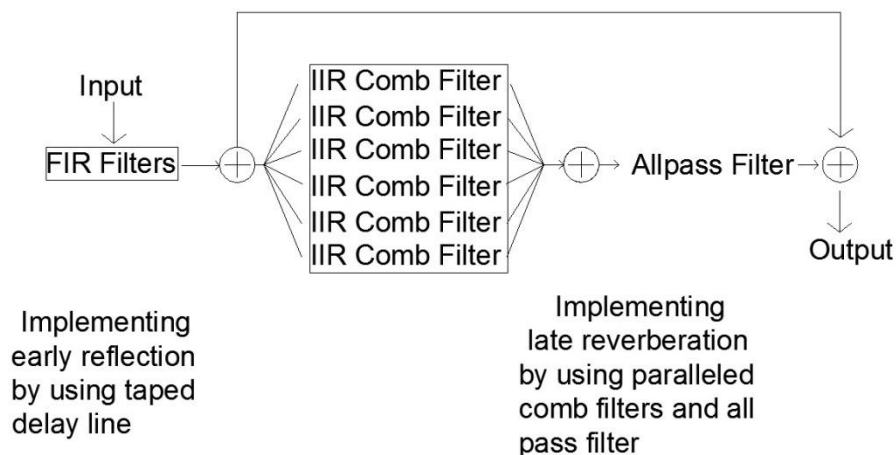 Input
FIR Filters
IIR Comb Filter
IIR Comb Filter
IIR Comb Filter
IIR Comb Filter
IIR Comb Filter
IIR Comb Filter
Allpass Filter
Output
Implementing
early reflection
by using taped
delay line
Implementing
late reverberation
by using paralleled
comb filters and all
pass filter